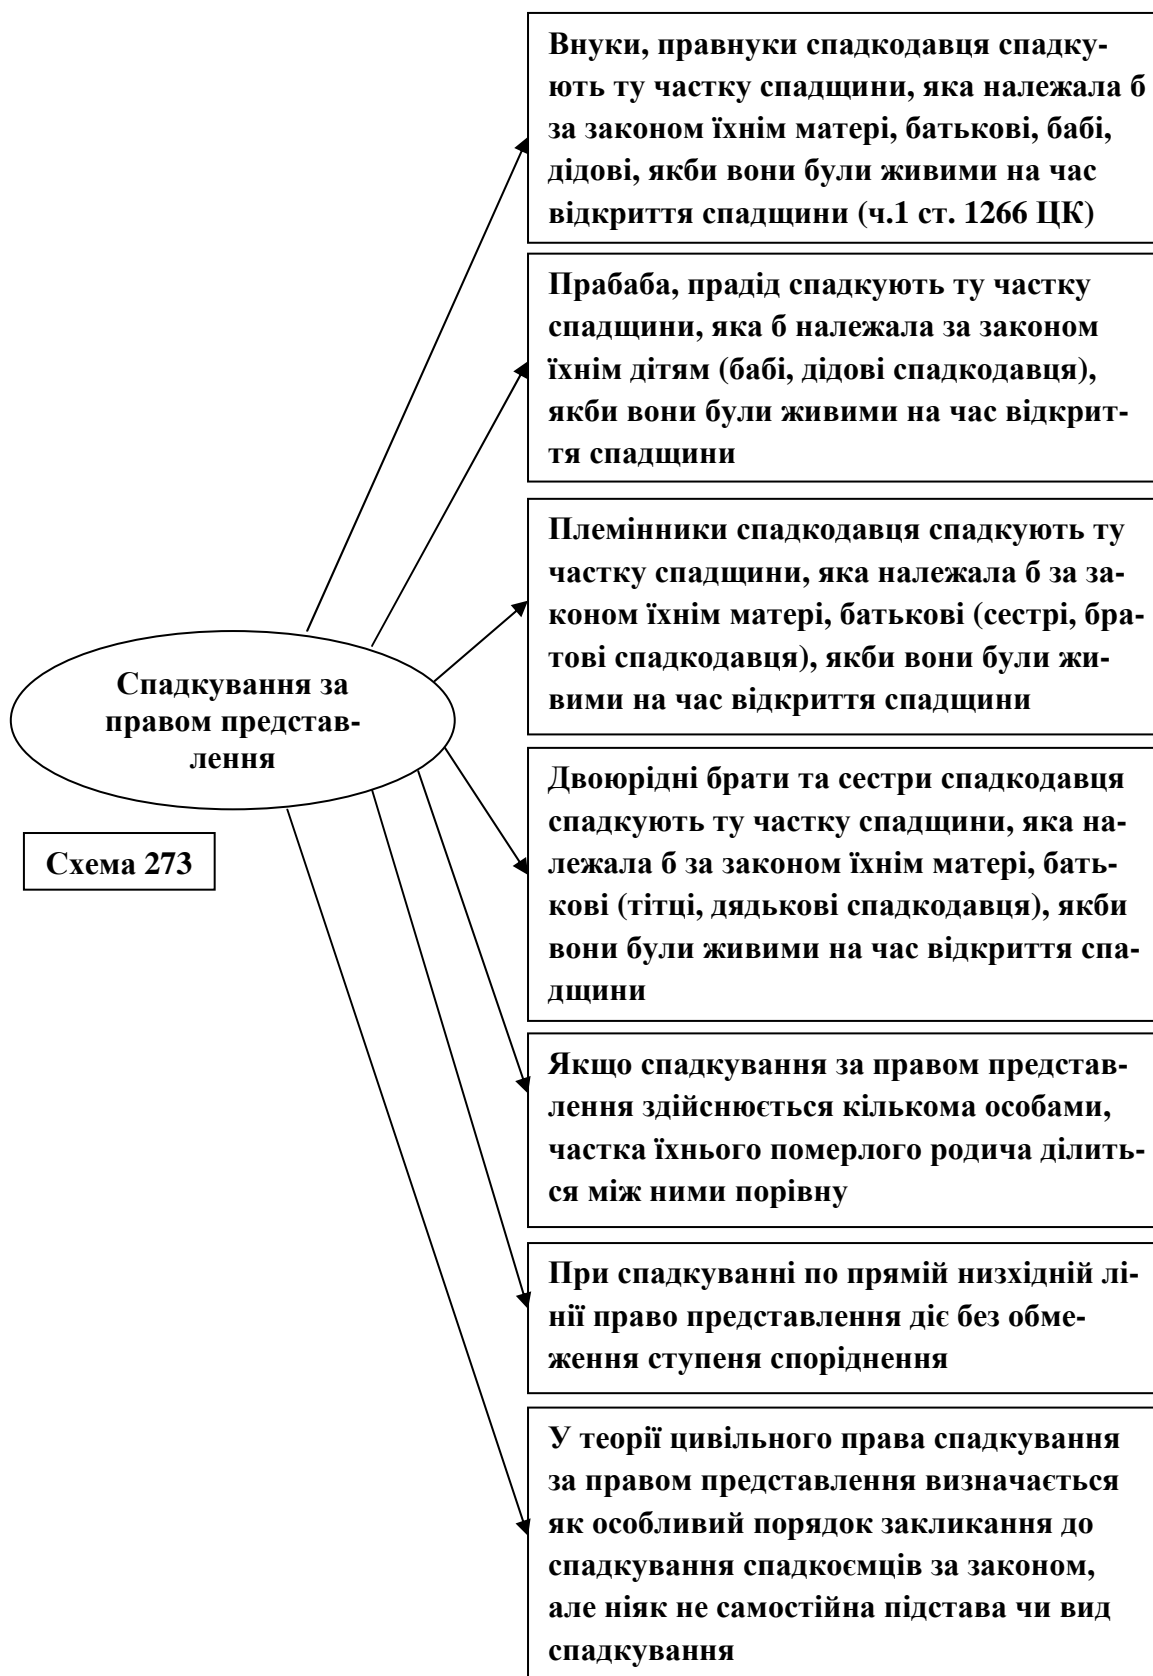 Внуки, правнуки спадкодавця спадку-
ють ту частку спадщини, яка належала б
за законом їхнім матері, батькові, бабі,
дідові, якби вони були живими на час
відкриття спадщини (ч.1 ст. 1266 ЦК)
Прабаба, прадід спадкують ту частку
спадщини, яка б належала за законом
їхнім дітям (бабі, дідові спадкодавця),
якби вони були живими на час відкрит-
тя спадщини
Племінники спадкодавця спадкують ту
частку спадщини, яка належала б за за-
коном їхнім матері, батькові (сестрі, бра-
тові спадкодавця), якби вони були жи-
вими на час відкриття спадщини
Спадкування за
правом представ-
лення
Схема 273
Двоюрідні брати та сестри спадкодавця
спадкують ту частку спадщини, яка на-
лежала б за законом їхнім матері, бать-
кові (тітці, дядькові спадкодавця), якби
вони були живими на час відкриття спа-
дщини
Якщо спадкування за правом представ-
лення здійснюється кількома особами,
частка їхнього померлого родича ділить-
ся між ними порівну
При спадкуванні по прямій низхідній лі-
нії право представлення діє без обме-
ження ступеня споріднення
У теорії цивільного права спадкування
за правом представлення визначається
як особливий порядок закликання до
спадкування спадкоємців за законом,
але ніяк не самостійна підстава чи вид
спадкування